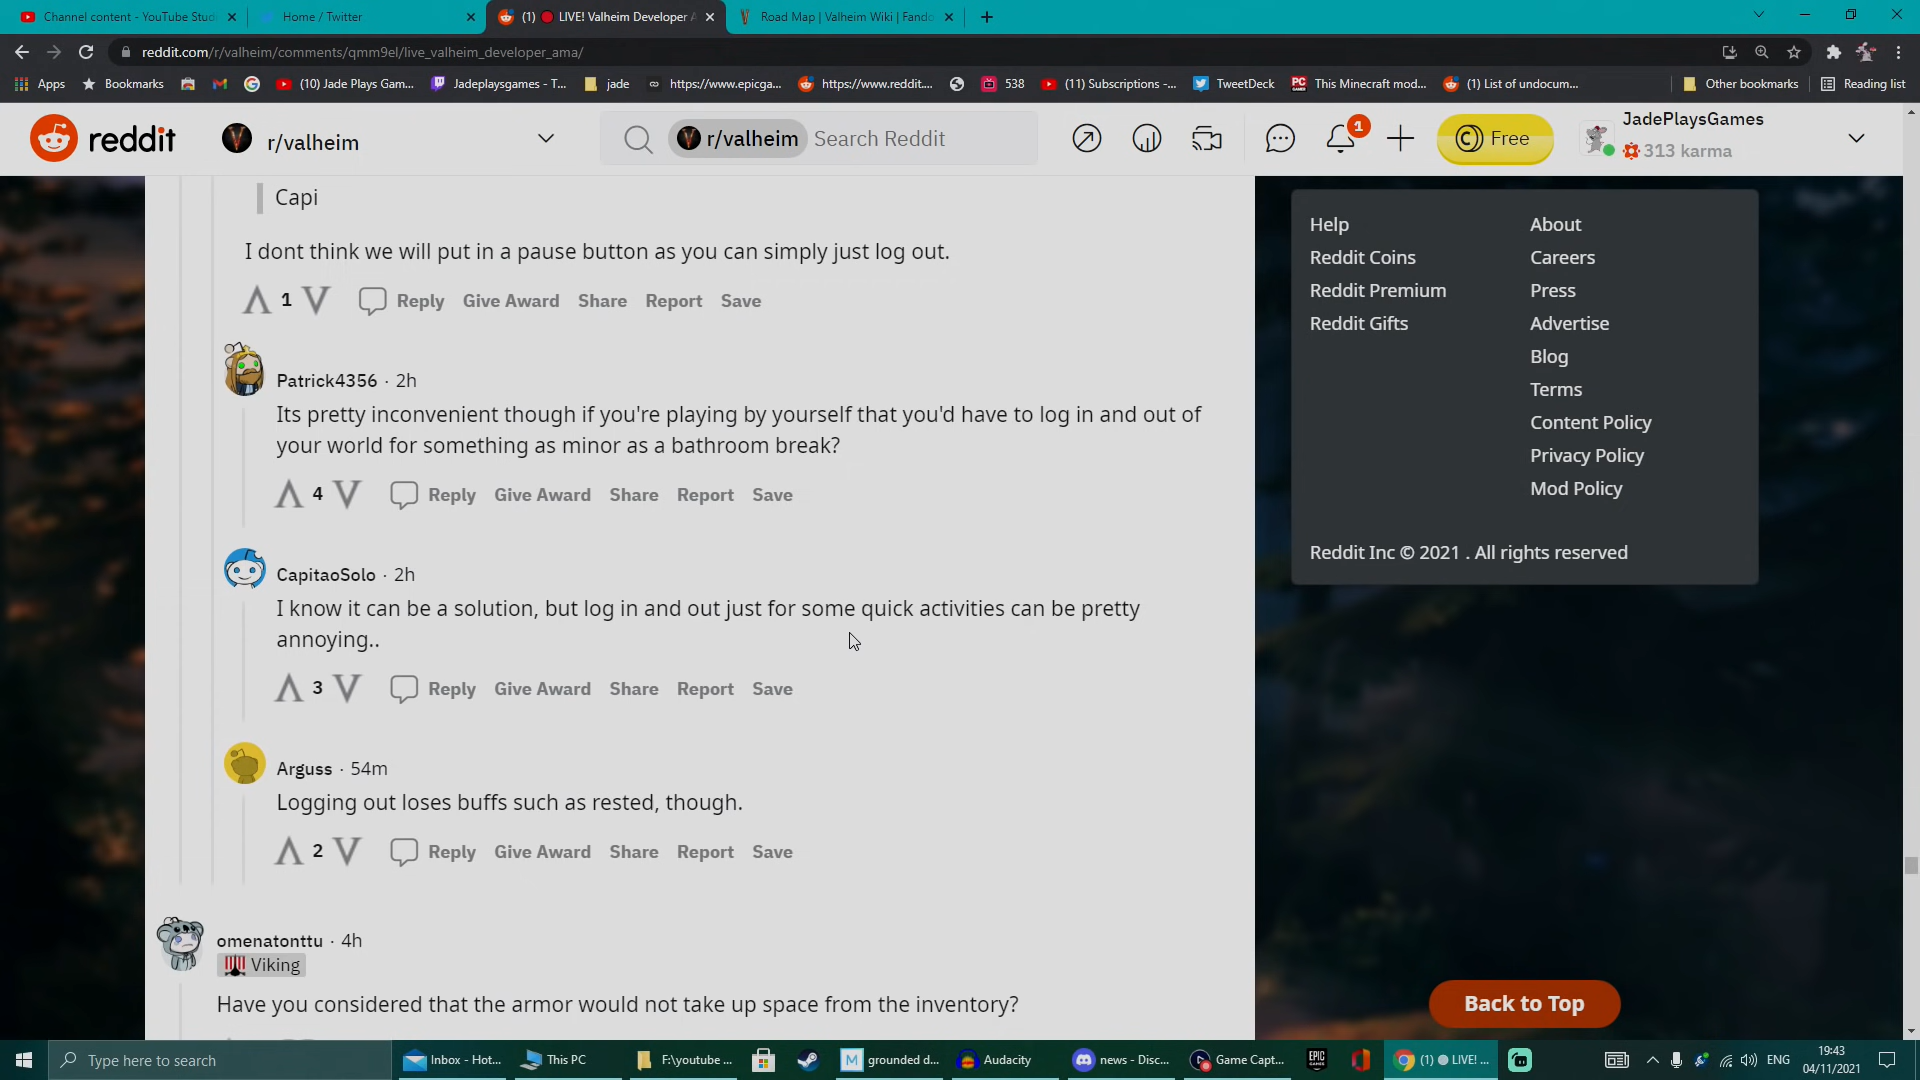 Channel content - YouTube Stud
Home / Twitter
(1) 🔴 LIVE! Valheim Developer A
Road Map | Valheim Wiki | Fando
reddit.com/r/valheim/comments/qmm9el/live_valheim_developer_ama/
Apps
Bookmarks
(10) Jade Plays Gam...
Jadeplaysgames - T...
jade
https://www.epicga...
https://www.reddit....
538
(11) Subscriptions -...
TweetDeck
This Minecraft mod...
(1) List of undocum...
Other bookmarks
Reading list
reddit
r/valheim
r/valheim
Search Reddit
1
Free
JadePlaysGames
313 karma
Capi
I dont think we will put in a pause button as you can simply just log out.
1 Reply Give Award Share Report Save
Patrick4356 · 2h
Its pretty inconvenient though if you're playing by yourself that you'd have to log in and out of
your world for something as minor as a bathroom break?
4 Reply Give Award Share Report Save
CapitaoSolo · 2h
I know it can be a solution, but log in and out just for some quick activities can be pretty
annoying..
3 Reply Give Award Share Report Save
Arguss · 54m
Logging out loses buffs such as rested, though.
2 Reply Give Award Share Report Save
omenatonttu · 4h
Viking
Have you considered that the armor would not take up space from the inventory?
Help
Reddit Coins
Reddit Premium
Reddit Gifts
About
Careers
Press
Advertise
Blog
Terms
Content Policy
Privacy Policy
Mod Policy
Reddit Inc © 2021 . All rights reserved
Back to Top
Type here to search
Inbox - Hot...
This PC
F:\youtube ...
grounded d...
Audacity
news - Disc...
Game Capt...
(1) ● LIVE! ...
ENG
19:43
04/11/2021